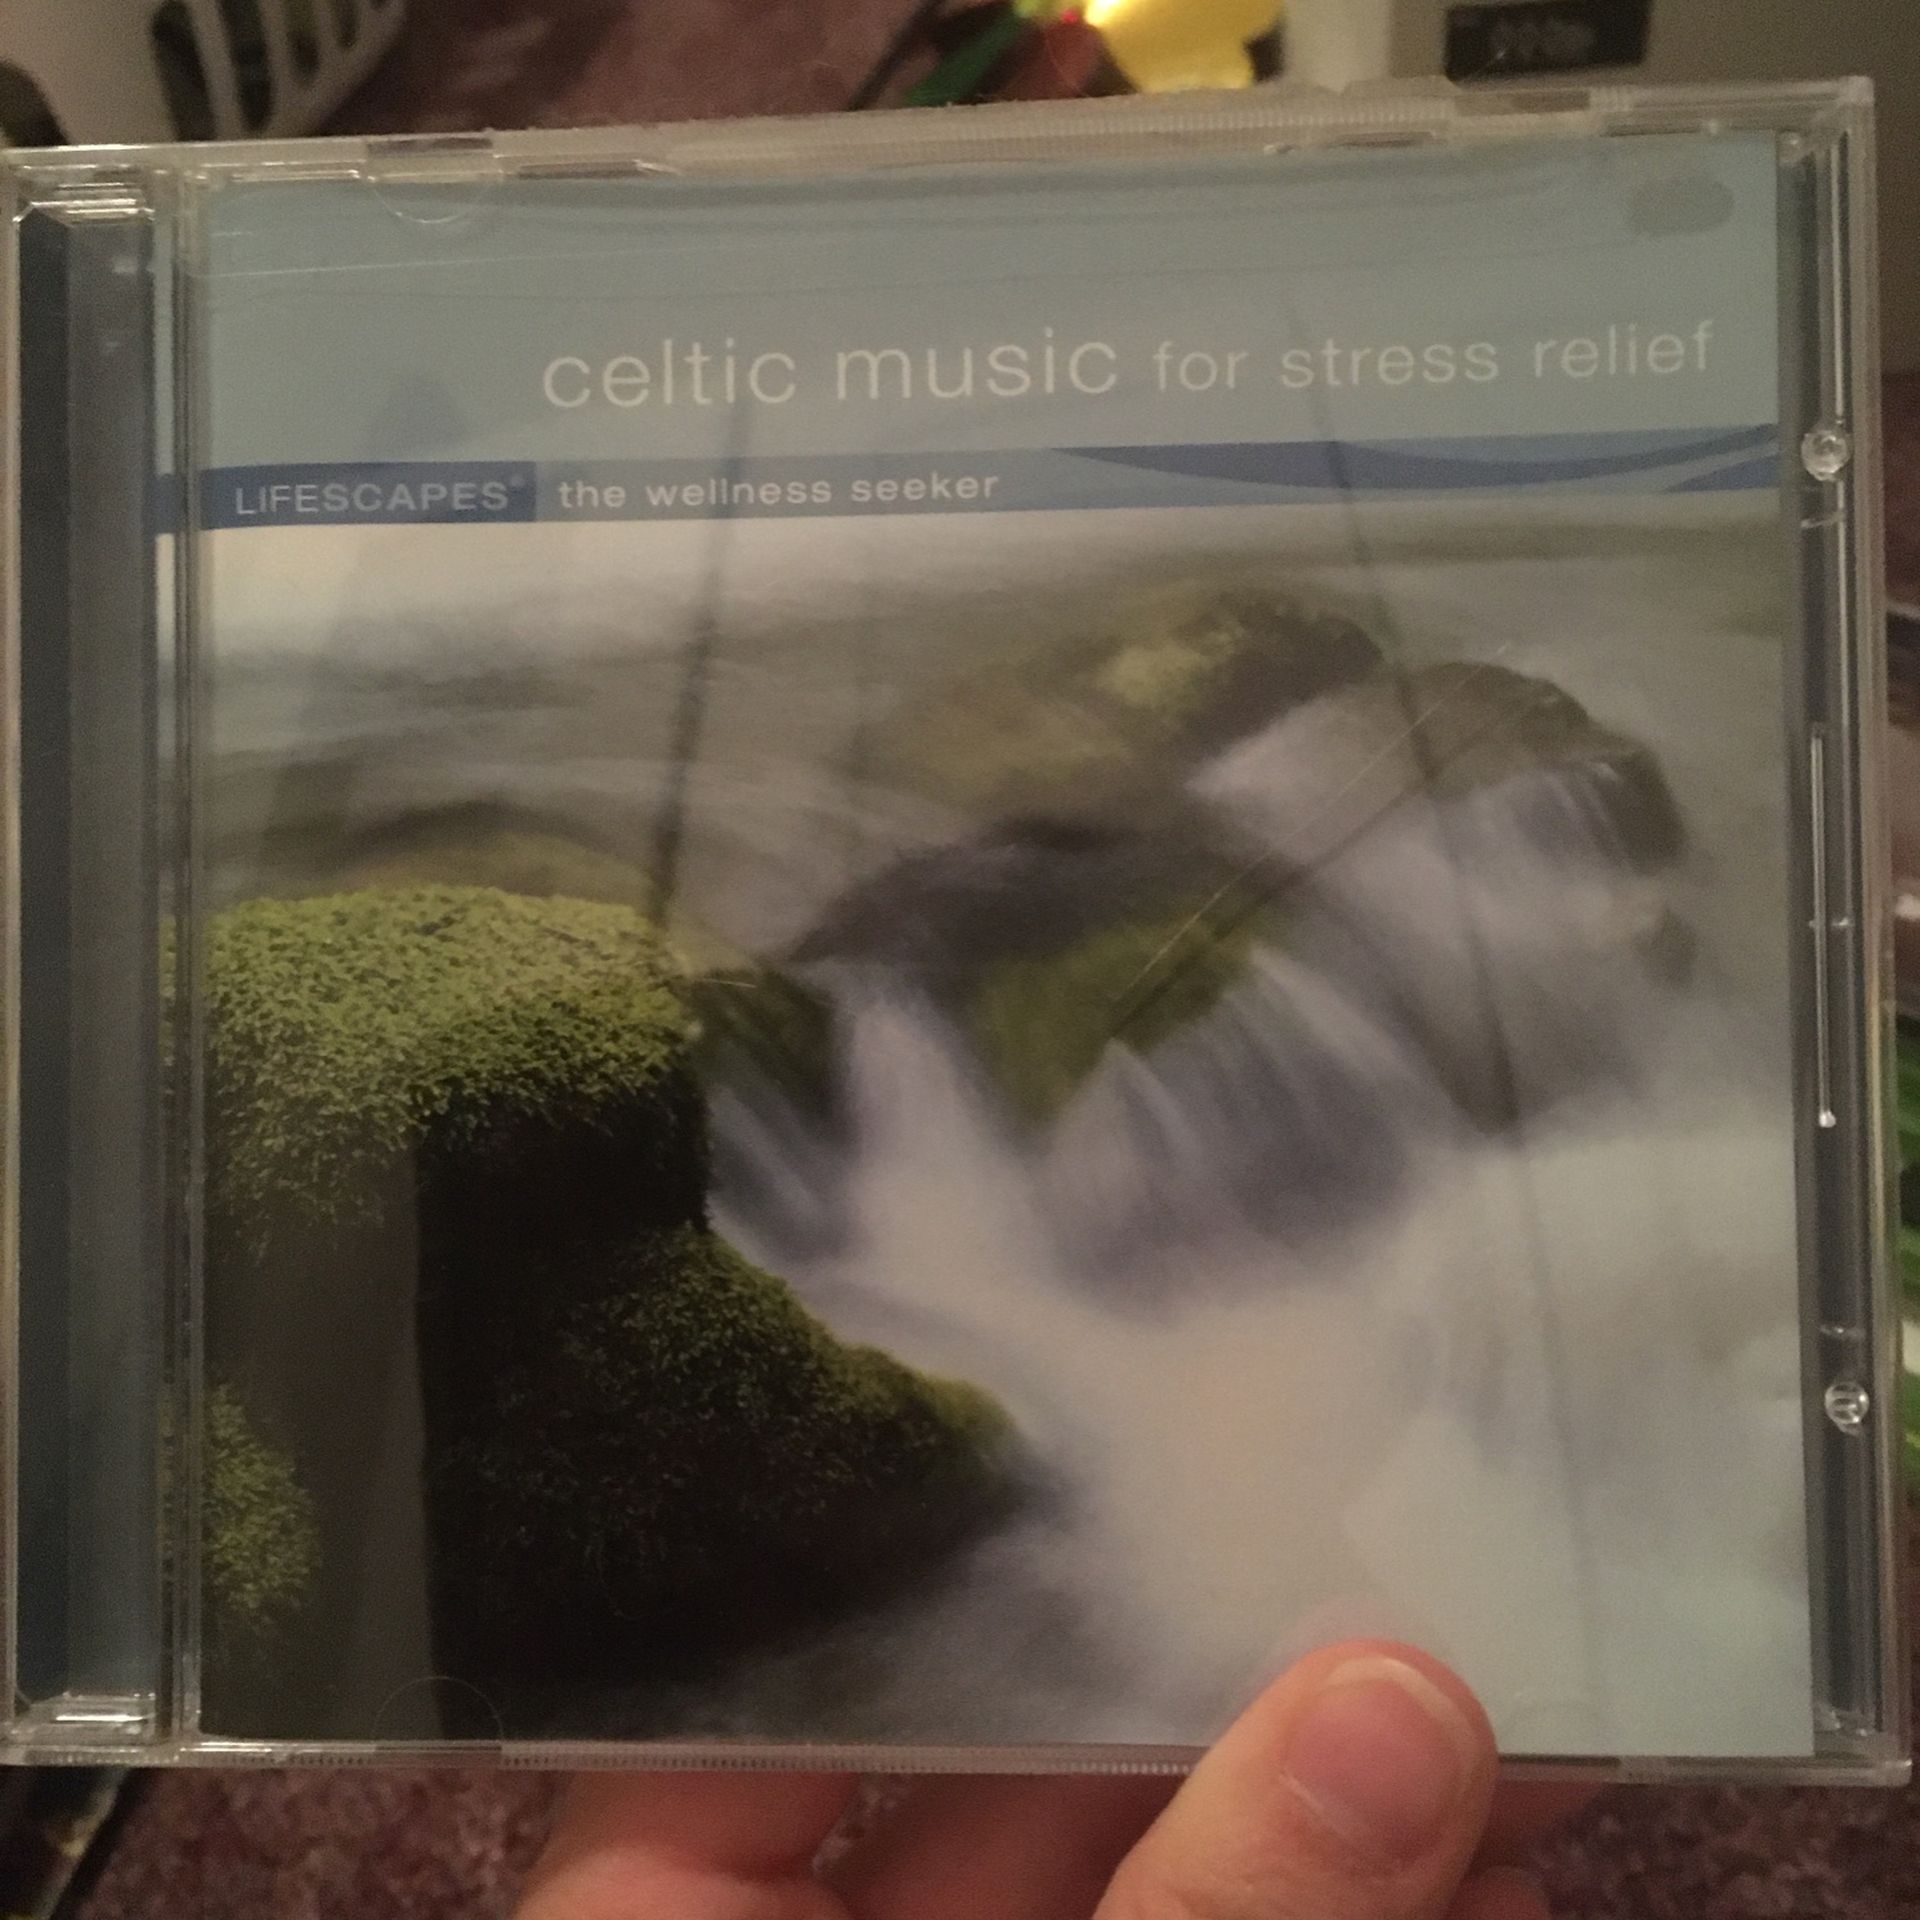 celtic music for stress relief
LIFESCAPES® the wellness seeker